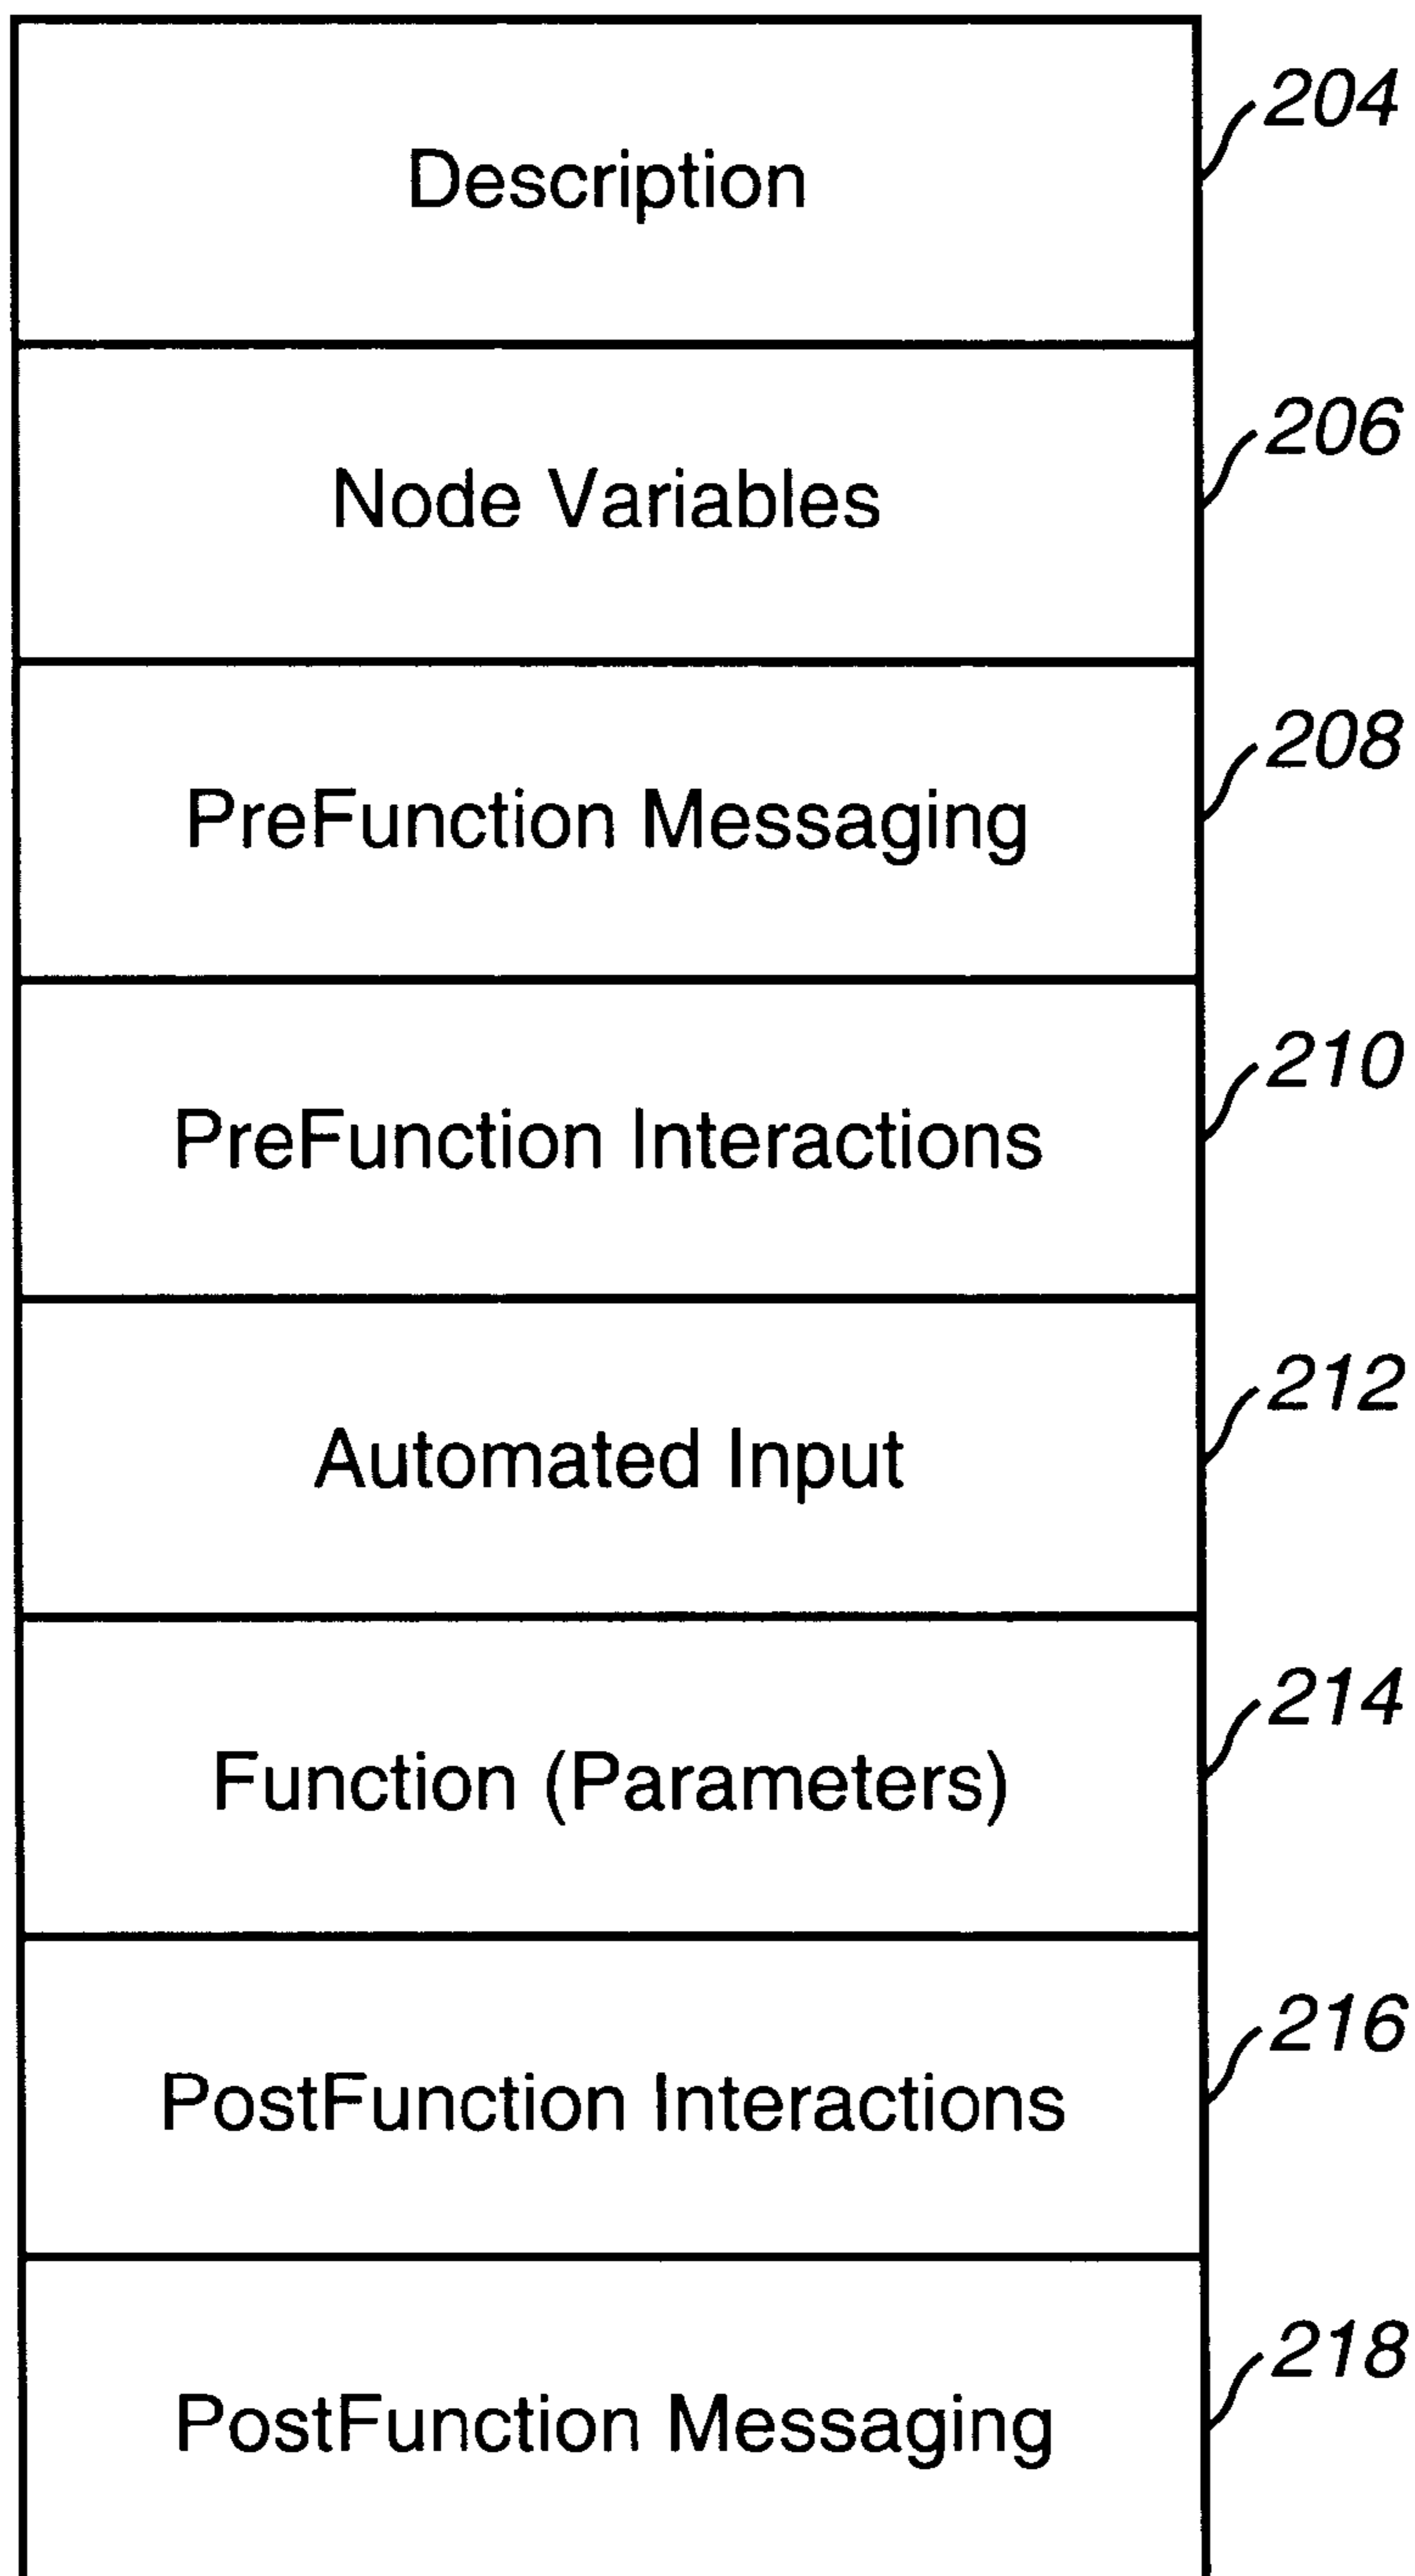 204
Description
206
Node Variables
208
PreFunction Messaging
210
PreFunction Interactions
212
Automated Input
214
Function (Parameters)
216
PostFunction Interactions
218
PostFunction Messaging